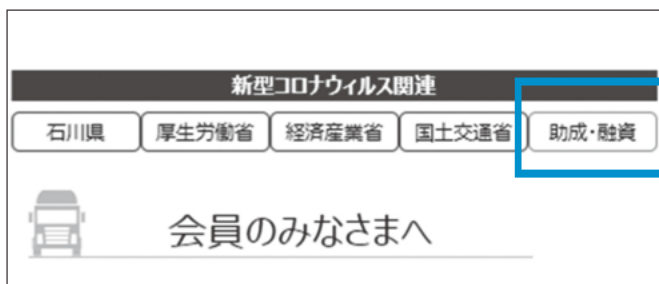 新型コロナウィルス関連
石川県 厚生労働省 経済産業省 国土交通省 助成・融資
会員のみなさまへ